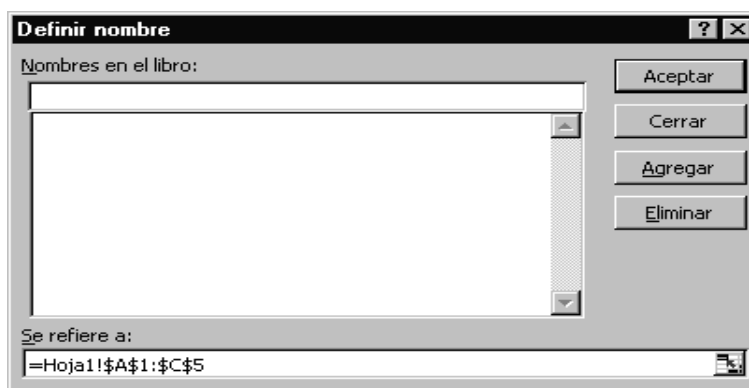 Definir nombre
Nombres en el libro:
Aceptar
Cerrar
Agregar
Eliminar
Se refiere a:
=Hoja1!$A$1:$C$5